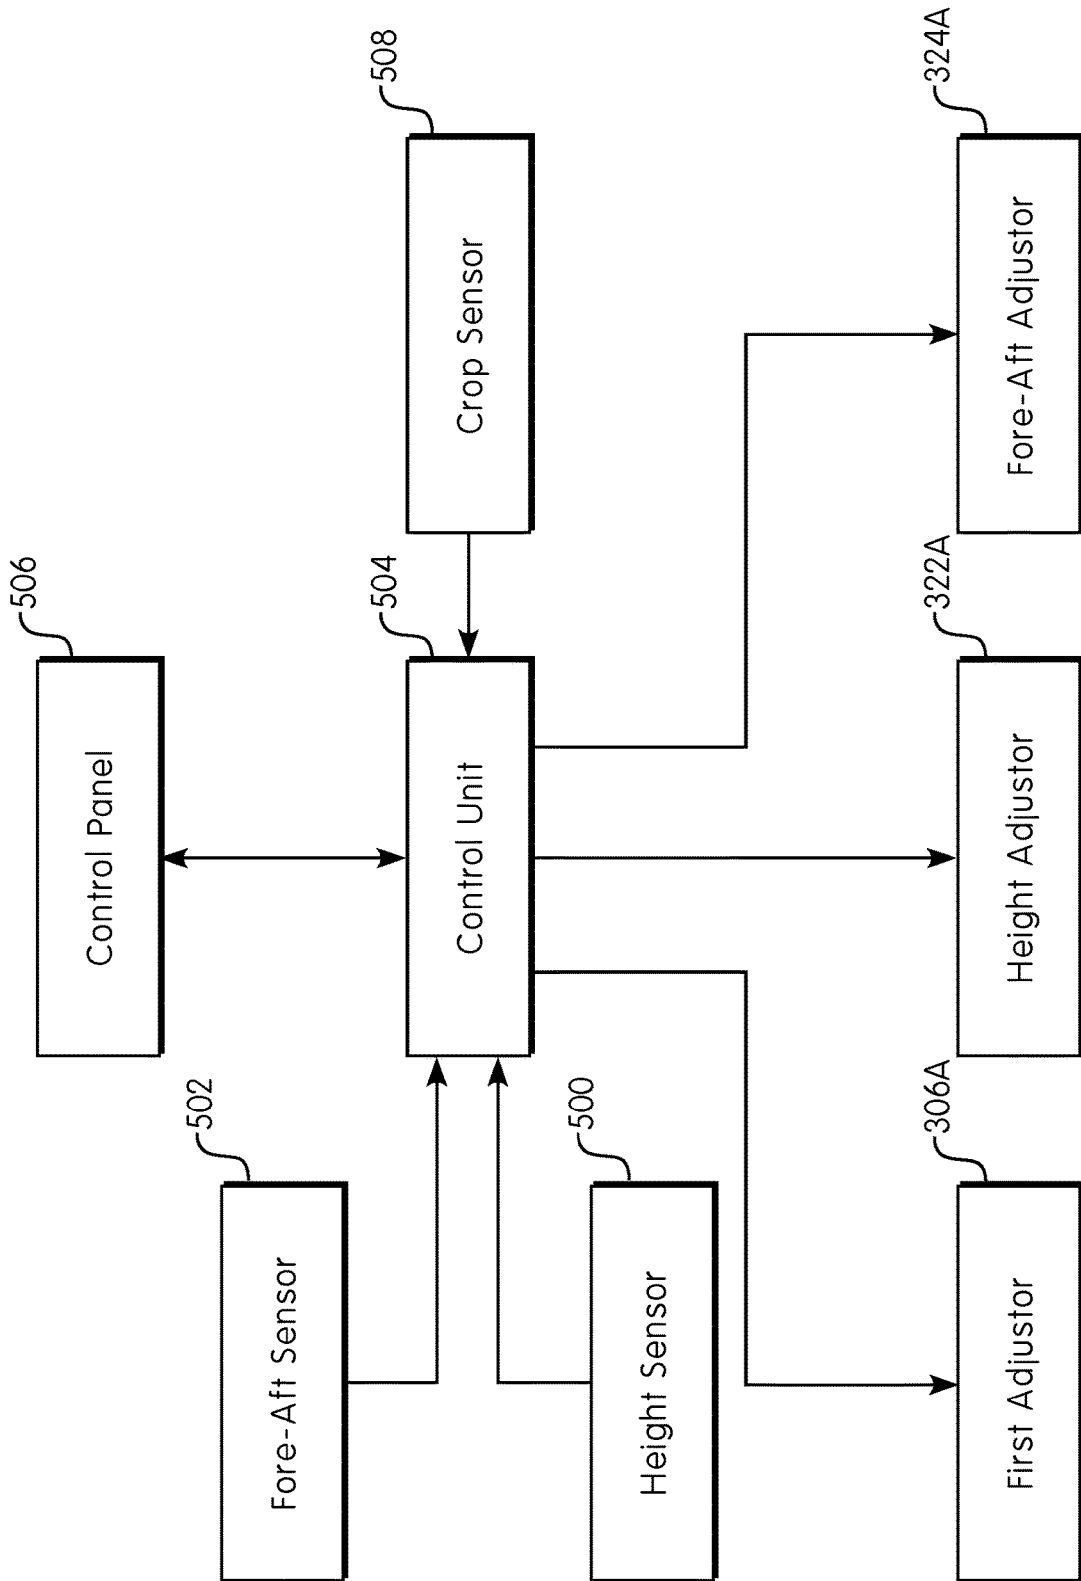 506
Control Panel
502
Fore-Aft Sensor
504
Control Unit
508
Crop Sensor
500
Height Sensor
306A
First Adjustor
322A
Height Adjustor
324A
Fore-Aft Adjustor